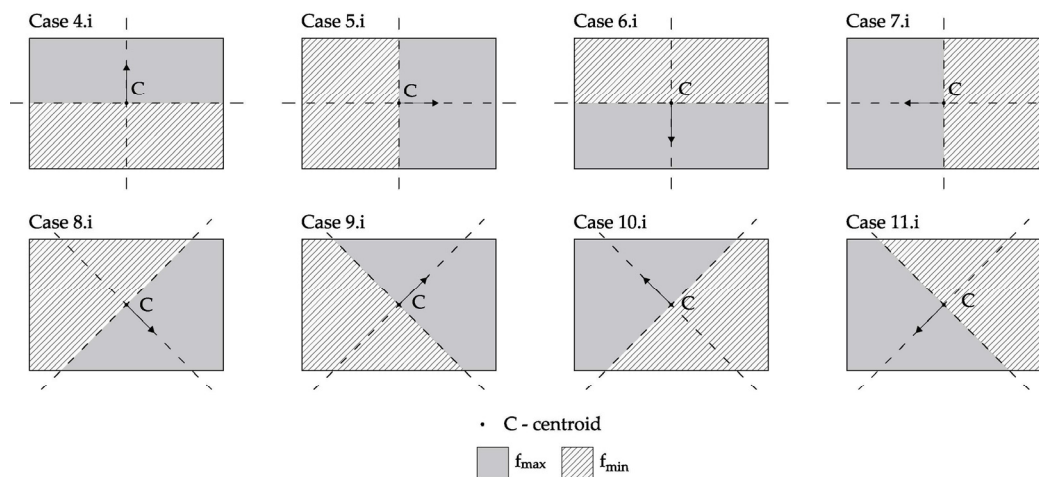 Case 4.i Case 5.i Case 6.i Case 7.i
C C C C
Case 8.i Case 9.i Case 10.i Case 11.i
C C C C
C - centroid
fmax fmin